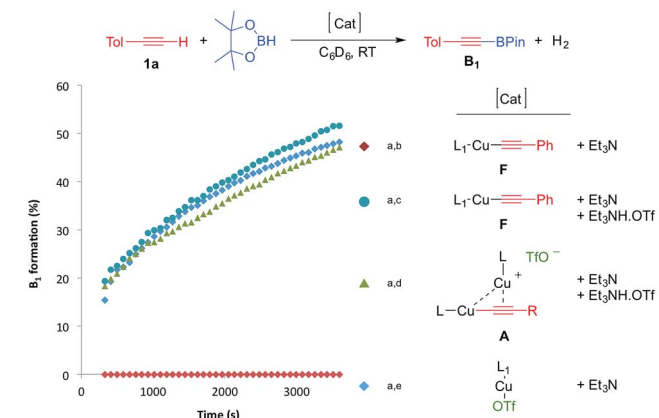 [Cat]
Tol H + O BH O Tol BPin + H2
C6D6, RT
1a B1
60
50
40
30
20
10
0
B1 formation (%)
0 1000 2000 3000
Time (s)
a,b
a,c
a,d
a,e
[Cat]
L1-Cu Ph + Et3N
F
L1-Cu Ph + Et3N
+ Et3NH.OTf
F
L TfO−
Cu +
+ Et3N
+ Et3NH.OTf
L Cu R
A
L1
Cu + Et3N
OTf